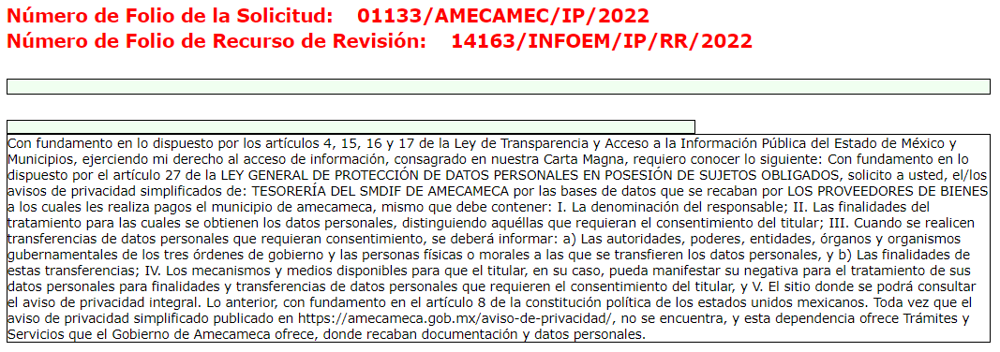 Número de Folio de la Solicitud: 01133/AMECAMEC/IP/2022
Número de Folio de Recurso de Revisión: 14163/INFOEM/IP/RR/2022
Con fundamento en lo dispuesto por los artículos 4, 15, 16 y 17 de la Ley de Transparencia y Acceso a la Información Pública del Estado de México y
Municipios, ejerciendo mi derecho al acceso de información, consagrado en nuestra Carta Magna, requiero conocer lo siguiente: Con fundamento en lo
dispuesto por el artículo 27 de la LEY GENERAL DE PROTECCIÓN DE DATOS PERSONALES EN POSESIÓN DE SUJETOS OBLIGADOS, solicito a usted, el/los
avisos de privacidad simplificados de: TESORERÍA DEL SMDIF DE AMECAMECA por las bases de datos que se recaban por LOS PROVEEDORES DE BIENES
a los cuales les realiza pagos el municipio de amecameca, mismo que debe contener: I. La denominación del responsable; II. Las finalidades del
tratamiento para las cuales se obtienen los datos personales, distinguiendo aquéllas que requieran el consentimiento del titular; III. Cuando se realicen
transferencias de datos personales que requieran consentimiento, se deberá informar: a) Las autoridades, poderes, entidades, órganos y organismos
gubernamentales de los tres órdenes de gobierno y las personas físicas o morales a las que se transfieren los datos personales, y b) Las finalidades de
estas transferencias; IV. Los mecanismos y medios disponibles para que el titular, en su caso, pueda manifestar su negativa para el tratamiento de sus
datos personales para finalidades y transferencias de datos personales que requieren el consentimiento del titular, y V. El sitio donde se podrá consultar
el aviso de privacidad integral. Lo anterior, con fundamento en el artículo 8 de la constitución política de los estados unidos mexicanos. Toda vez que el
aviso de privacidad simplificado publicado en https://amecameca.gob.mx/aviso-de-privacidad/, no se encuentra, y esta dependencia ofrece Trámites y
Servicios que el Gobierno de Amecameca ofrece, donde recaban documentación y datos personales.